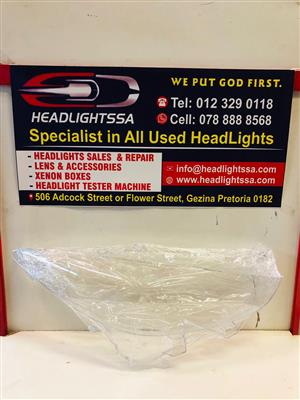 WE PUT GOD FIRST.
HEADLIGHTSSA
Tel: 012 329 0118
Cell: 078 888 8568
Specialist in All Used HeadLights
- HEADLIGHTS SALES & REPAIR
- LENS & ACCESSORIES
- XENON BOXES
- HEADLIGHT TESTER MACHINE
info@headlightssa.com
www.headlightssa.com
506 Adcock Street or Flower Street, Gezina Pretoria 0182